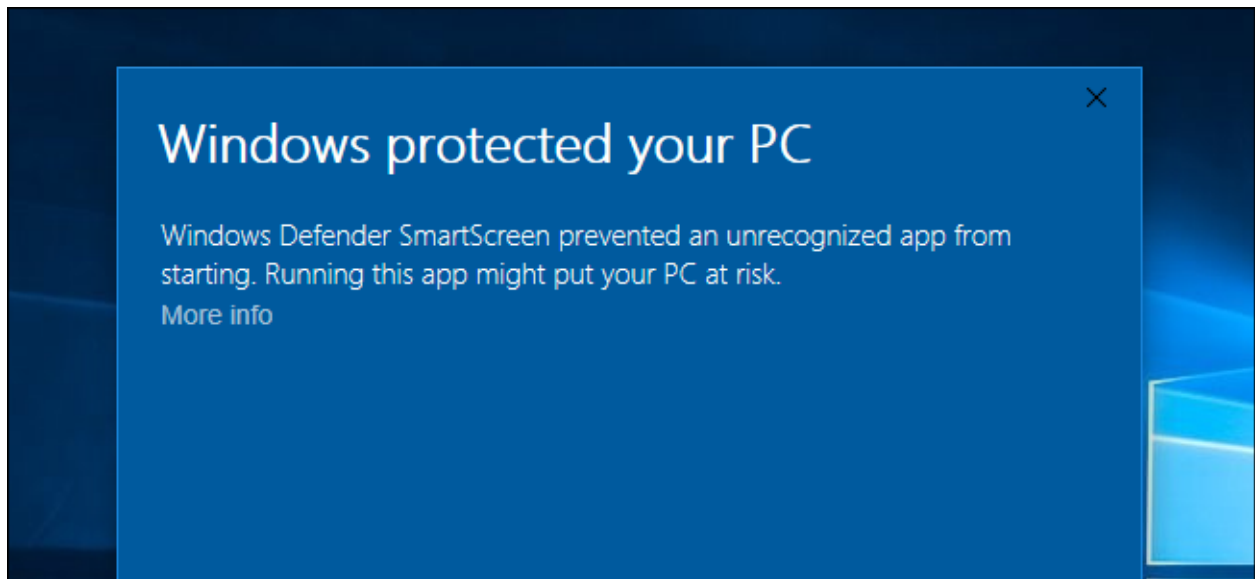 Windows protected your PC
Windows Defender SmartScreen prevented an unrecognized app from
starting. Running this app might put your PC at risk.
More info